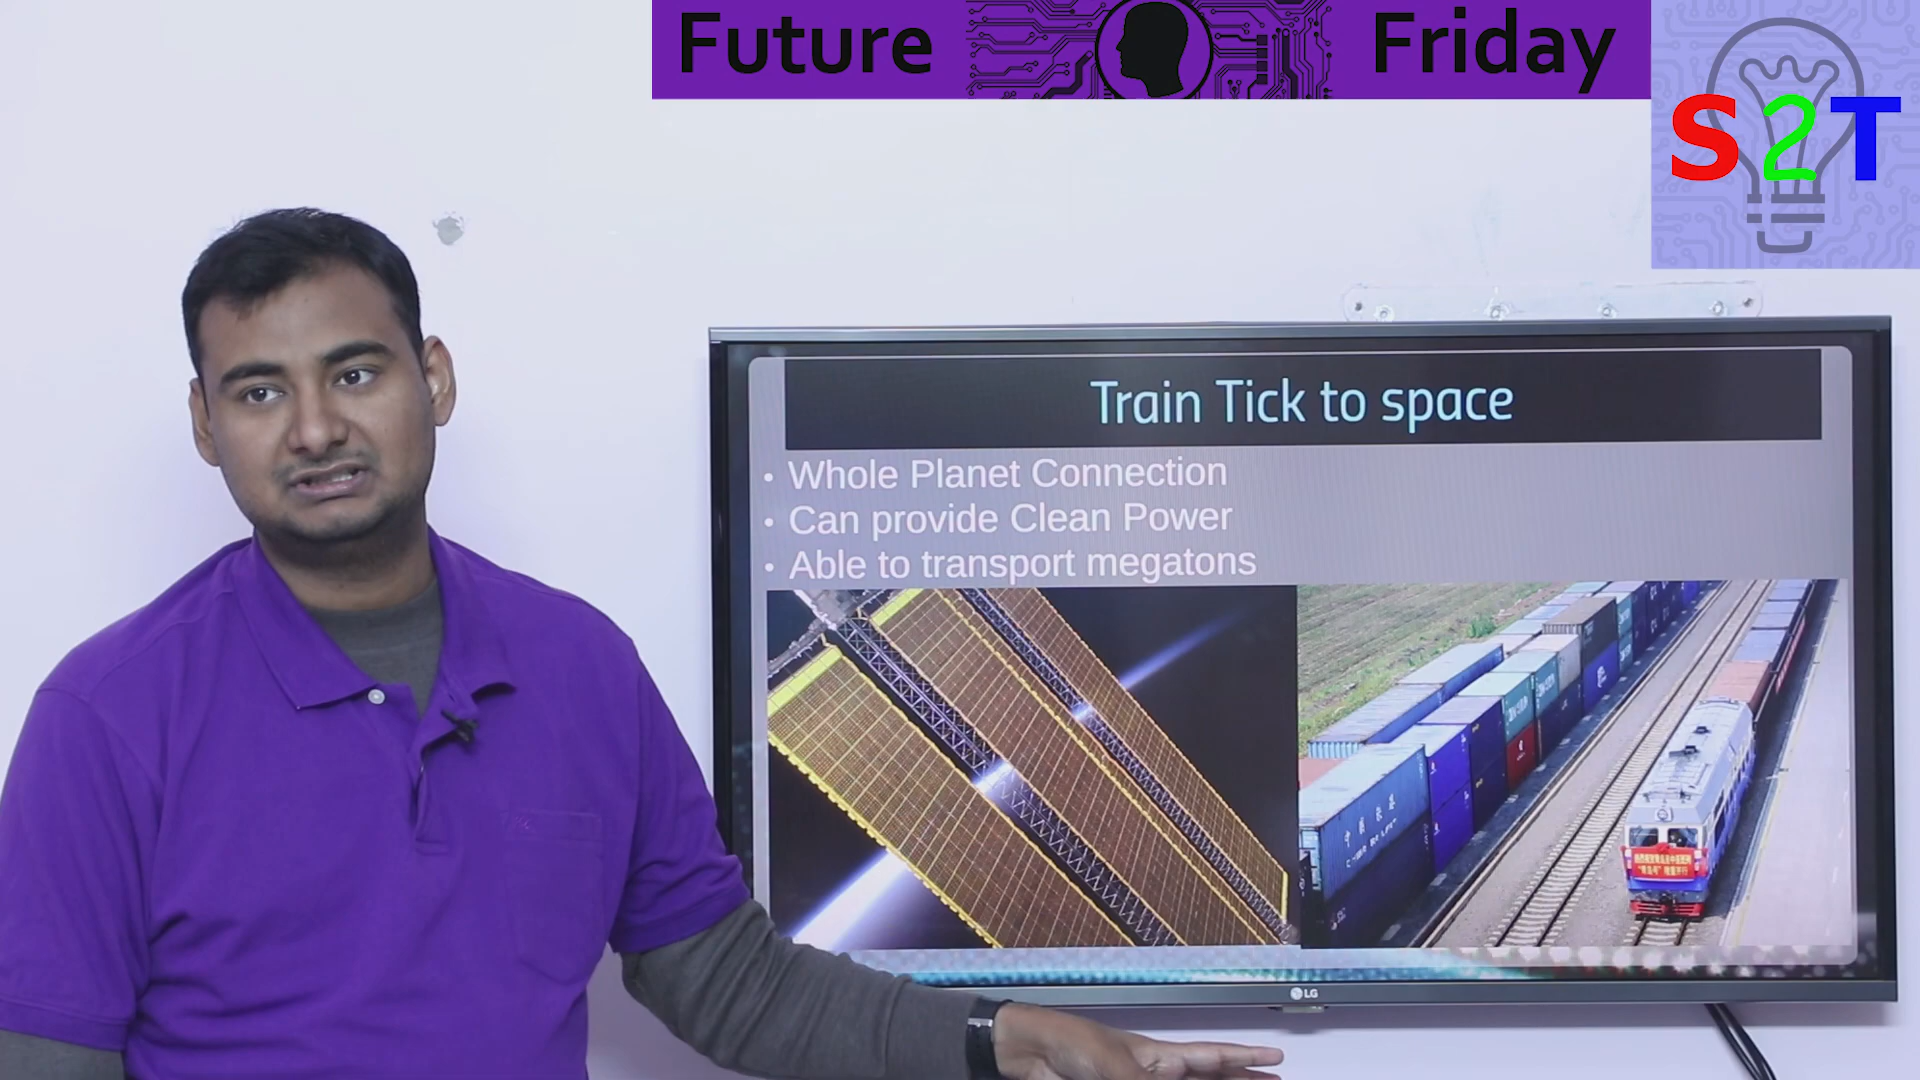 Future Friday
S2T
Train Tick to space
• Whole Planet Connection
• Can provide Clean Power
• Able to transport megatons
LG